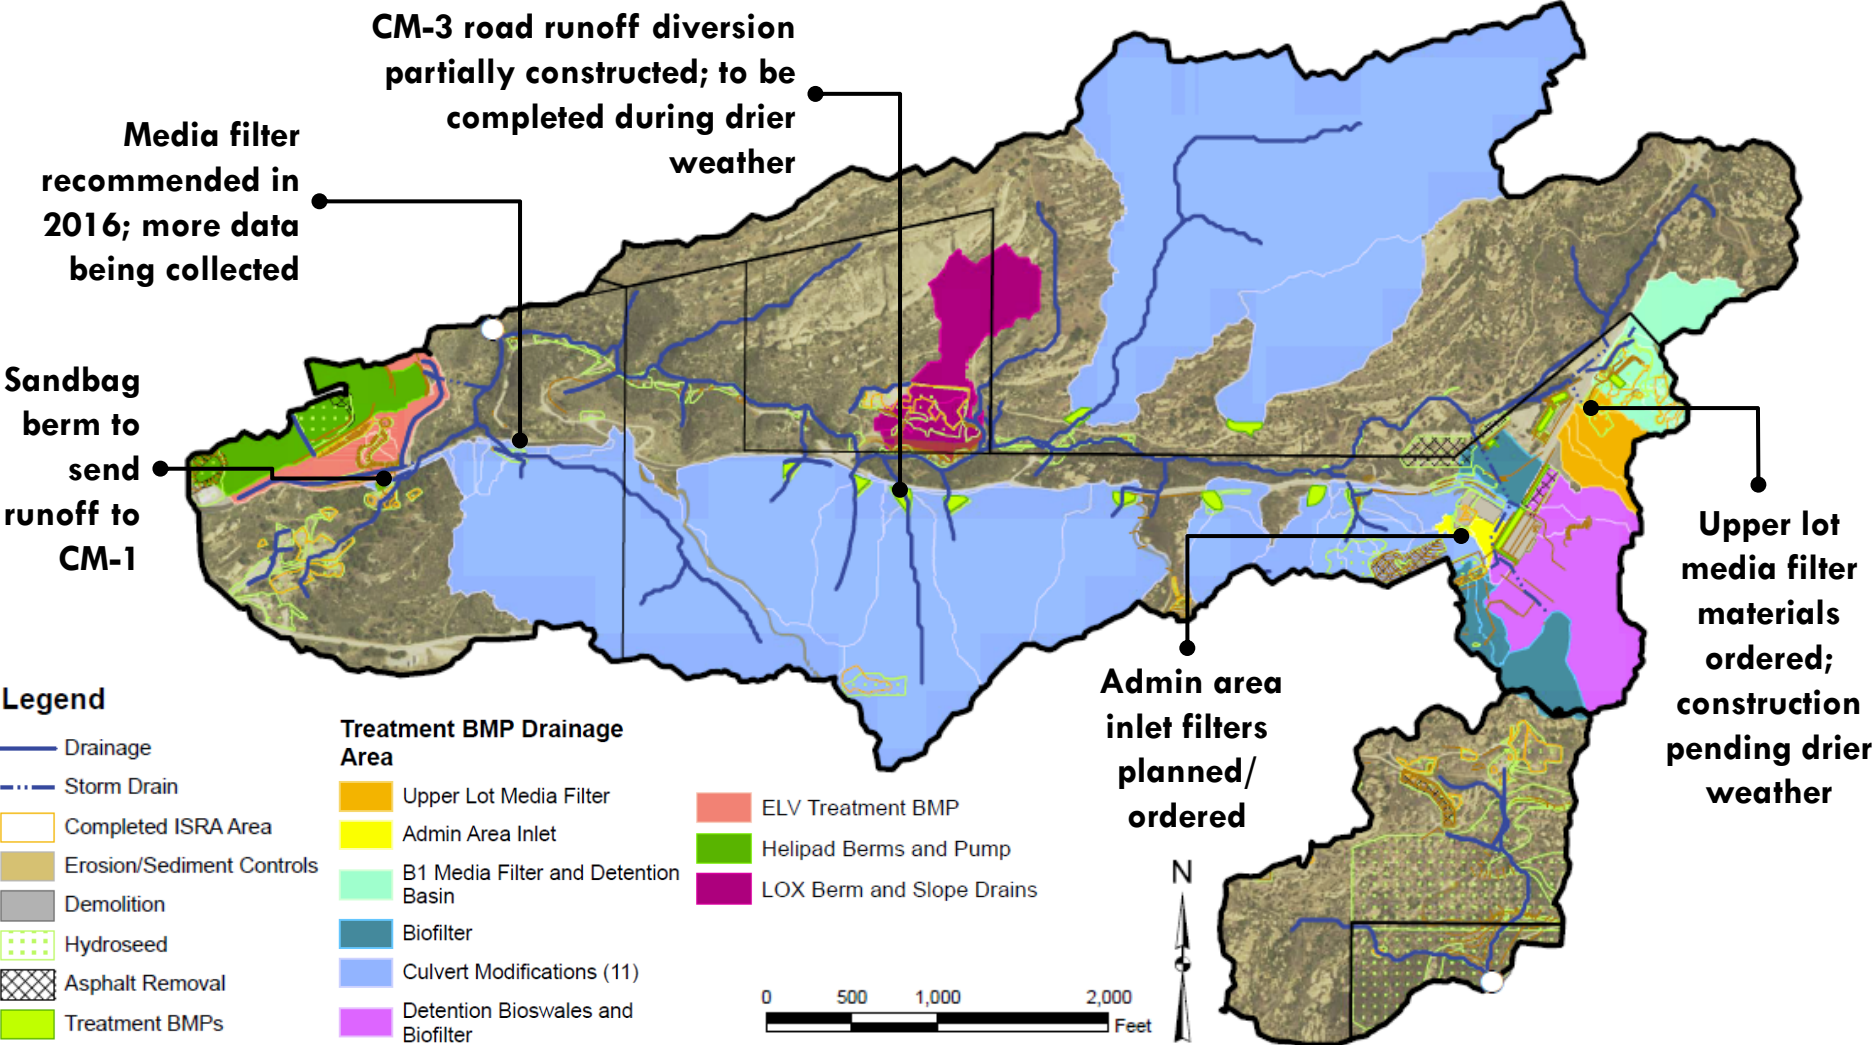 CM-3 road runoff diversion
partially constructed; to be
completed during drier
weather
Media filter
recommended in
2016; more data
being collected
Sandbag
berm to
send
runoff to
CM-1
Upper lot
media filter
materials
ordered;
construction
pending drier
weather
Admin area
inlet filters
planned/
ordered
Legend
Drainage
Storm Drain
Completed ISRA Area
Erosion/Sediment Controls
Demolition
Hydroseed
Asphalt Removal
Treatment BMPs
Treatment BMP Drainage
Area
Upper Lot Media Filter
Admin Area Inlet
B1 Media Filter and Detention
Basin
Biofilter
Culvert Modifications (11)
Detention Bioswales and
Biofilter
ELV Treatment BMP
Helipad Berms and Pump
LOX Berm and Slope Drains
N
0 500 1,000 2,000
Feet